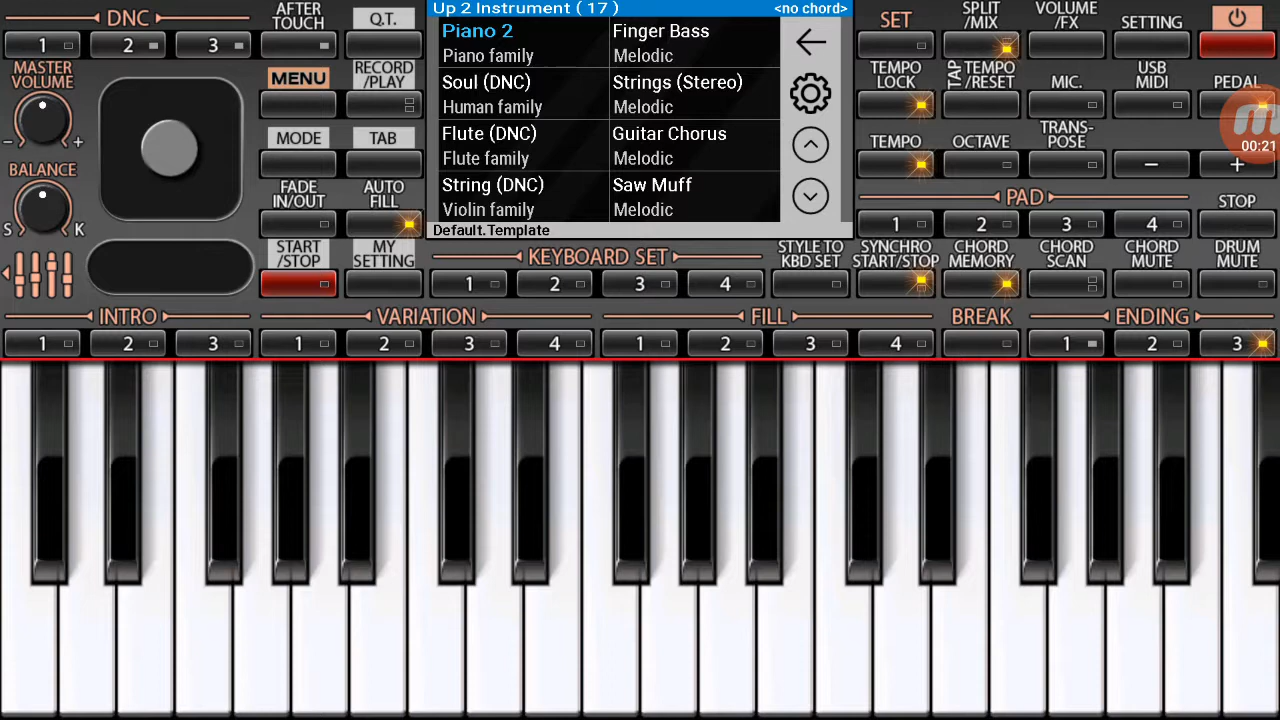 DNC
1 2 3
AFTER
TOUCH
Q.T.
Up 2 Instrument ( 17 )
<no chord>
Piano 2
Piano family
Finger Bass
Melodic
Soul (DNC)
Human family
Strings (Stereo)
Melodic
Flute (DNC)
Flute family
Guitar Chorus
Melodic
String (DNC)
Violin family
Saw Muff
Melodic
Default.Template
SET
SPLIT
/MIX
VOLUME
/FX
SETTING
MASTER
VOLUME
- +
MENU
RECORD
/PLAY
TEMPO
LOCK
TAP
TEMPO
/RESET
MIC.
USB
MIDI
PEDAL
00:21
MODE
TAB
TEMPO
OCTAVE
TRANS-
POSE
- +
BALANCE
S K
FADE
IN/OUT
AUTO
FILL
PAD
1 2 3 4
STOP
START
/STOP
MY
SETTING
KEYBOARD SET
1 2 3 4
STYLE TO
KBD SET
SYNCHRO
START/STOP
CHORD
MEMORY
CHORD
SCAN
CHORD
MUTE
DRUM
MUTE
INTRO
1 2 3
VARIATION
1 2 3 4
FILL
1 2 3 4
BREAK
ENDING
1 2 3